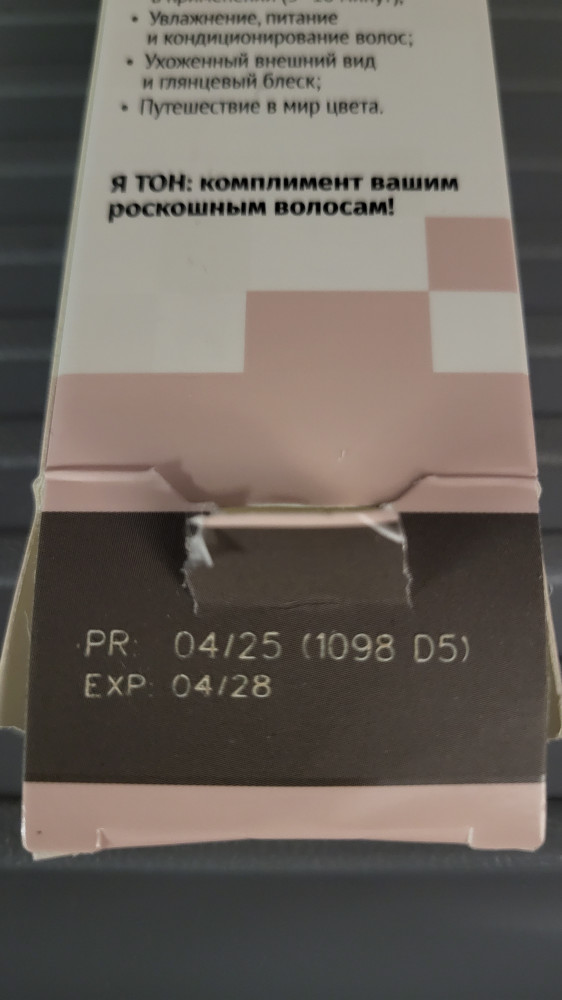 • Увлажнение, питание
и кондиционирование волос;
• Ухоженный внешний вид
и глянцевый блеск;
• Путешествие в мир цвета.
Я ТОН: комплимент вашим
роскошным волосам!
PR: 04/25 (1098 D5)
EXP: 04/28